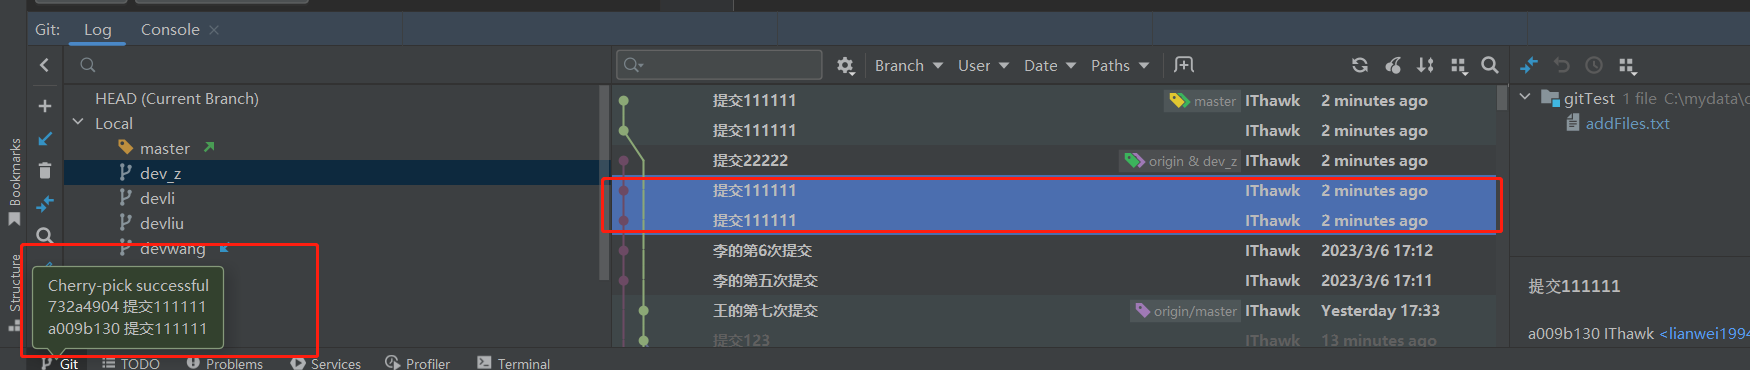 Git: Log Console
Branch User Date Paths
HEAD (Current Branch)
Local
master
dev_z
devli
devliu
devwang
提交111111 master IThawk 2 minutes ago
提交111111 IThawk 2 minutes ago
提交22222 origin & dev_z IThawk 2 minutes ago
提交111111 IThawk 2 minutes ago
提交111111 IThawk 2 minutes ago
李的第6次提交 IThawk 2023/3/6 17:12
李的第五次提交 IThawk 2023/3/6 17:11
王的第七次提交 origin/master IThawk Yesterday 17:33
提交123 IThawk 13 minutes ago
gitTest 1 file C:\mydata\
addFiles.txt
提交111111
a009b130 IThawk <lianwei1994
Bookmarks
Structure
Cherry-pick successful
732a4904 提交111111
a009b130 提交111111
Git TODO Problems Services Profiler Terminal